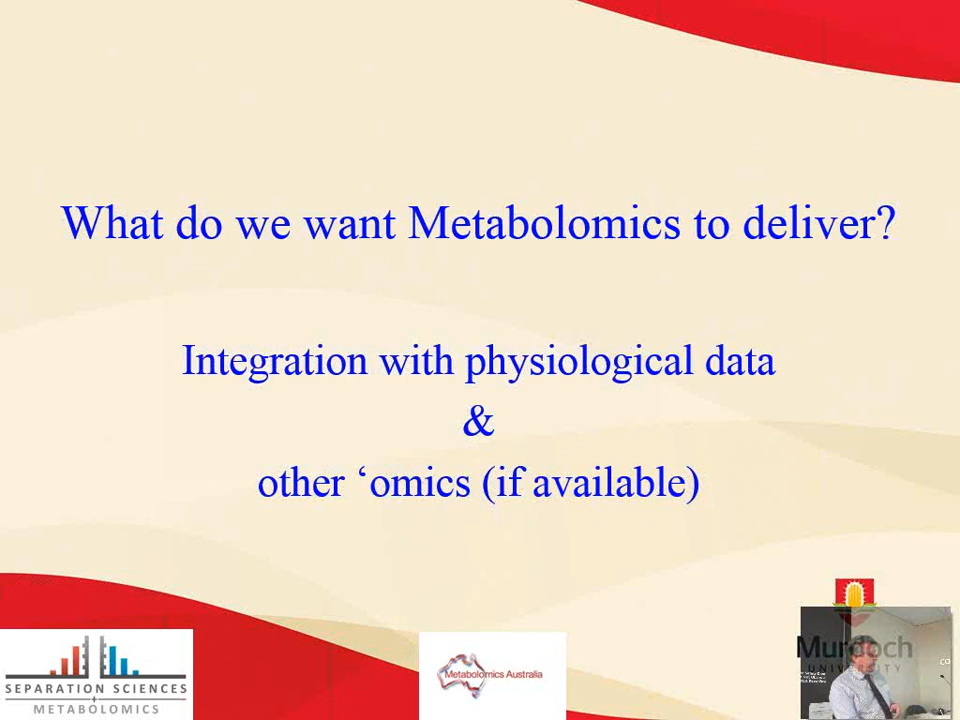 What do we want Metabolomics to deliver?
Integration with physiological data
&
other ‘omics (if available)
SEPARATION SCIENCES
METABOLOMICS
Metabolomics Australia
Murdoch
UNIVERSITY
CO